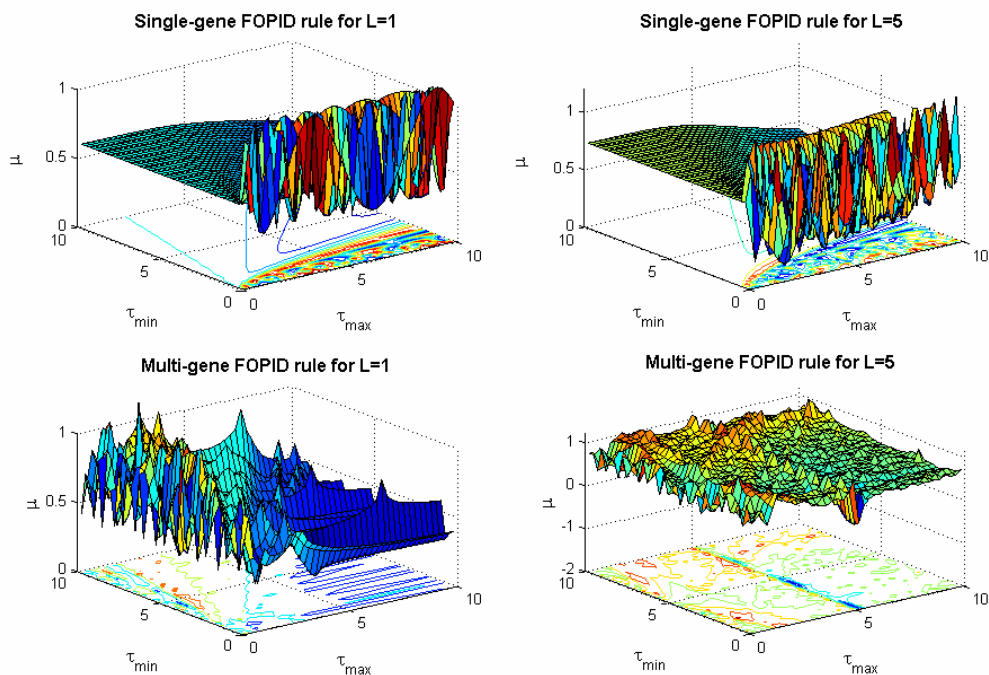 Single-gene FOPID rule for L=1
1
0.5
0
μ
10
5
0
τmin
0
5
10
τmax
Single-gene FOPID rule for L=5
1
0.5
0
μ
10
5
0
τmin
0
5
10
τmax
Multi-gene FOPID rule for L=1
1
0.5
0
μ
10
5
0
τmin
0
5
10
τmax
Multi-gene FOPID rule for L=5
1
0
-1
-2
μ
10
5
0
τmin
0
5
10
τmax